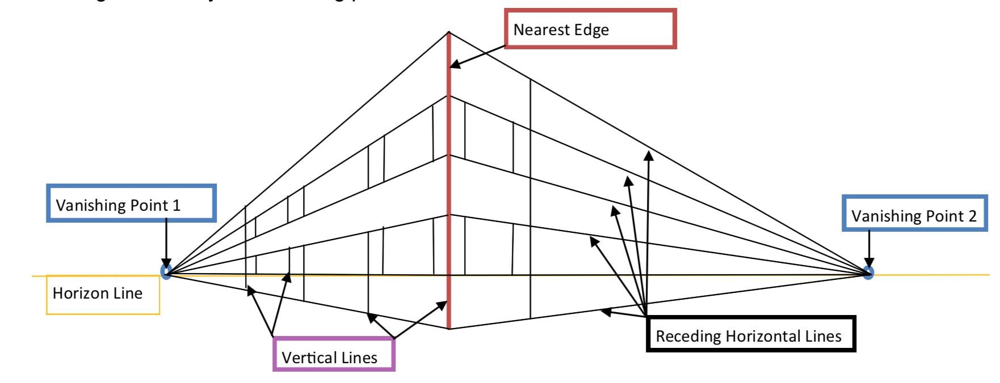 Nearest Edge
Vanishing Point 1
Vanishing Point 2
Horizon Line
Receding Horizontal Lines
Vertical Lines